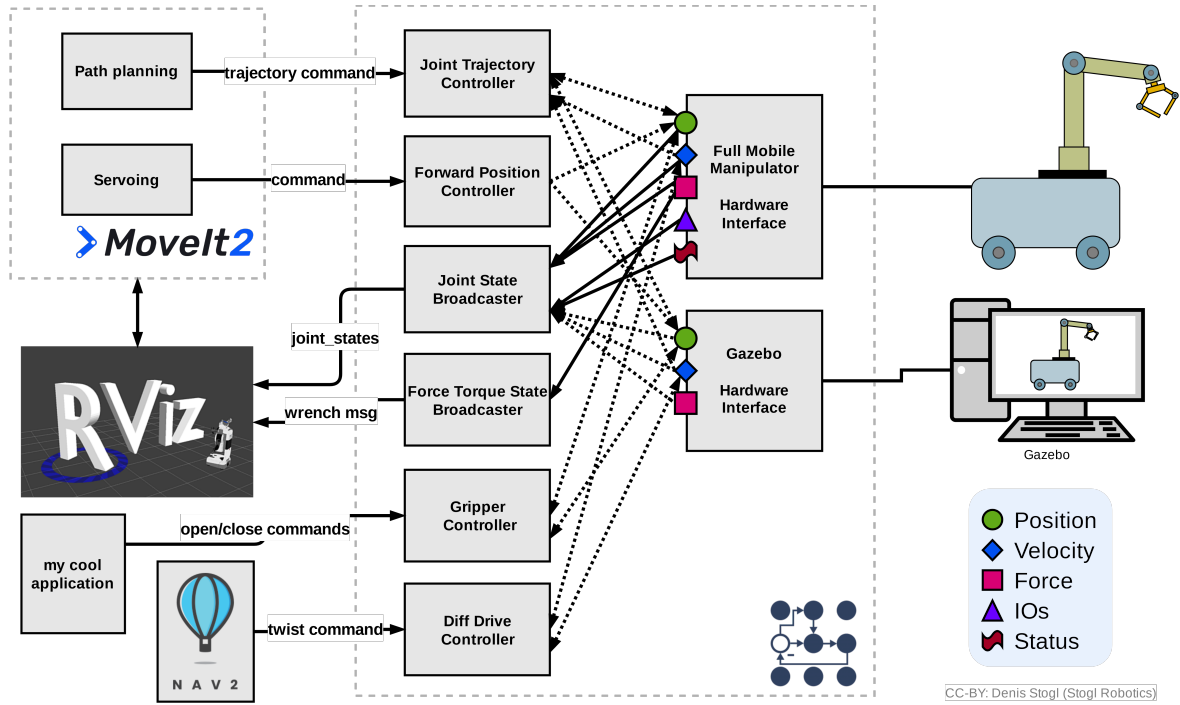 Path planning
trajectory command
Servoing
command
MoveIt2
joint_states
wrench msg
RViz
open/close commands
my cool
application
twist command
NAV2
Joint Trajectory
Controller
Forward Position
Controller
Joint State
Broadcaster
Force Torque State
Broadcaster
Gripper
Controller
Diff Drive
Controller
Full Mobile
Manipulator
Hardware
Interface
Gazebo
Hardware
Interface
Gazebo
Position
Velocity
Force
IOs
Status
CC-BY: Denis Stogl (Stogl Robotics)